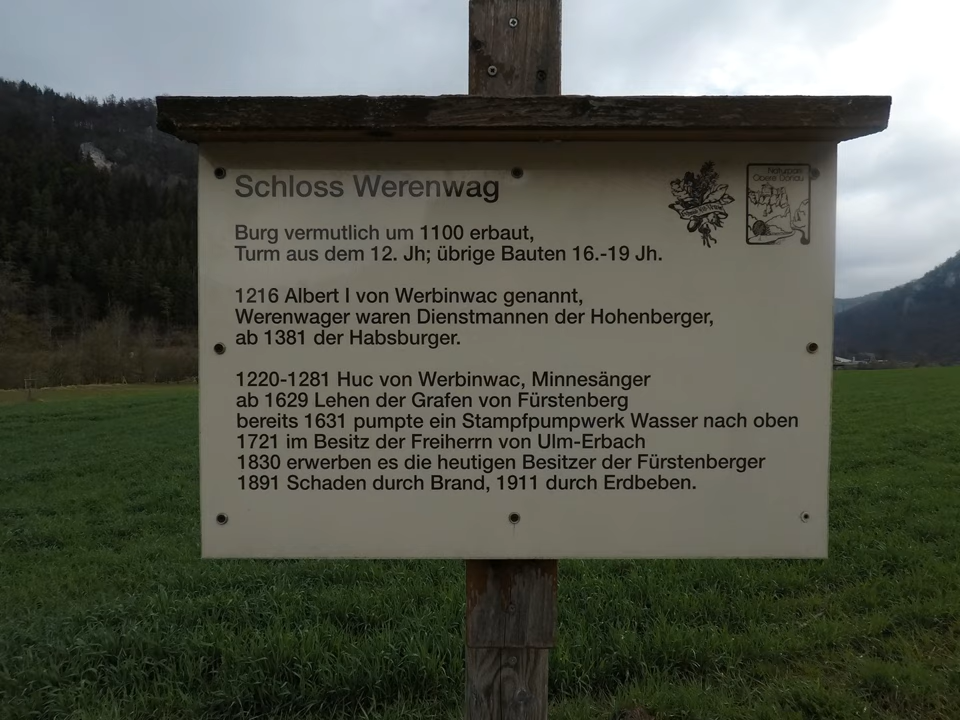 Schloss Werenwag
Naturpark
Obere Donau
Burg vermutlich um 1100 erbaut,
Turm aus dem 12. Jh; übrige Bauten 16.-19 Jh.
1216 Albert I von Werbinwac genannt,
Werenwager waren Dienstmannen der Hohenberger,
ab 1381 der Habsburger.
1220-1281 Huc von Werbinwac, Minnesänger
ab 1629 Lehen der Grafen von Fürstenberg
bereits 1631 pumpte ein Stampfpumpwerk Wasser nach oben
1721 im Besitz der Freiherrn von Ulm-Erbach
1830 erwerben es die heutigen Besitzer der Fürstenberger
1891 Schaden durch Brand, 1911 durch Erdbeben.